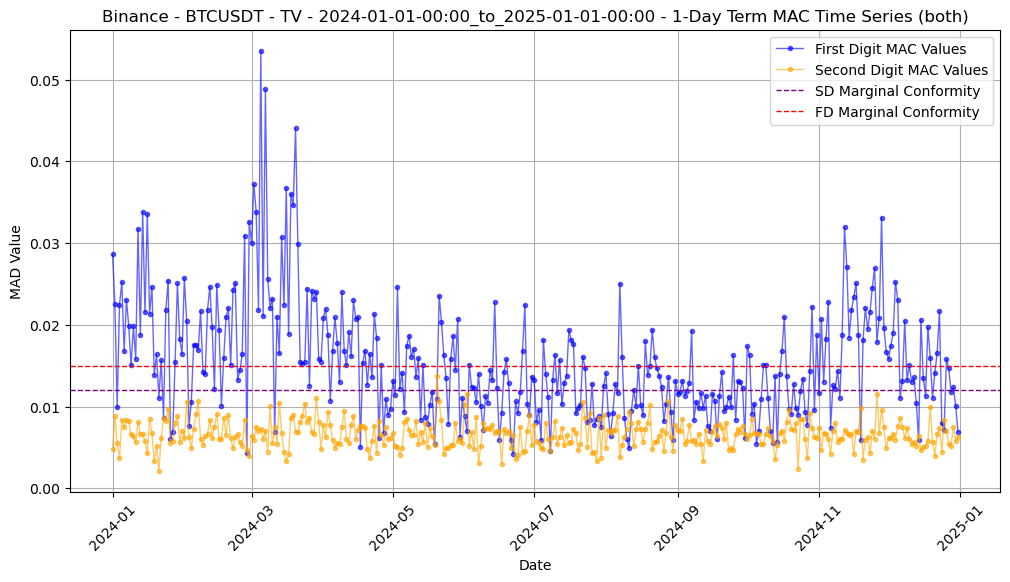 Binance - BTCUSDT - TV - 2024-01-01-00:00_to_2025-01-01-00:00 - 1-Day Term MAC Time Series (both)
First Digit MAC Values
Second Digit MAC Values
SD Marginal Conformity
FD Marginal Conformity
MAD Value
0.05
0.04
0.03
0.02
0.01
0.00
2024-01
2024-03
2024-05
2024-07
2024-09
2024-11
2025-01
Date